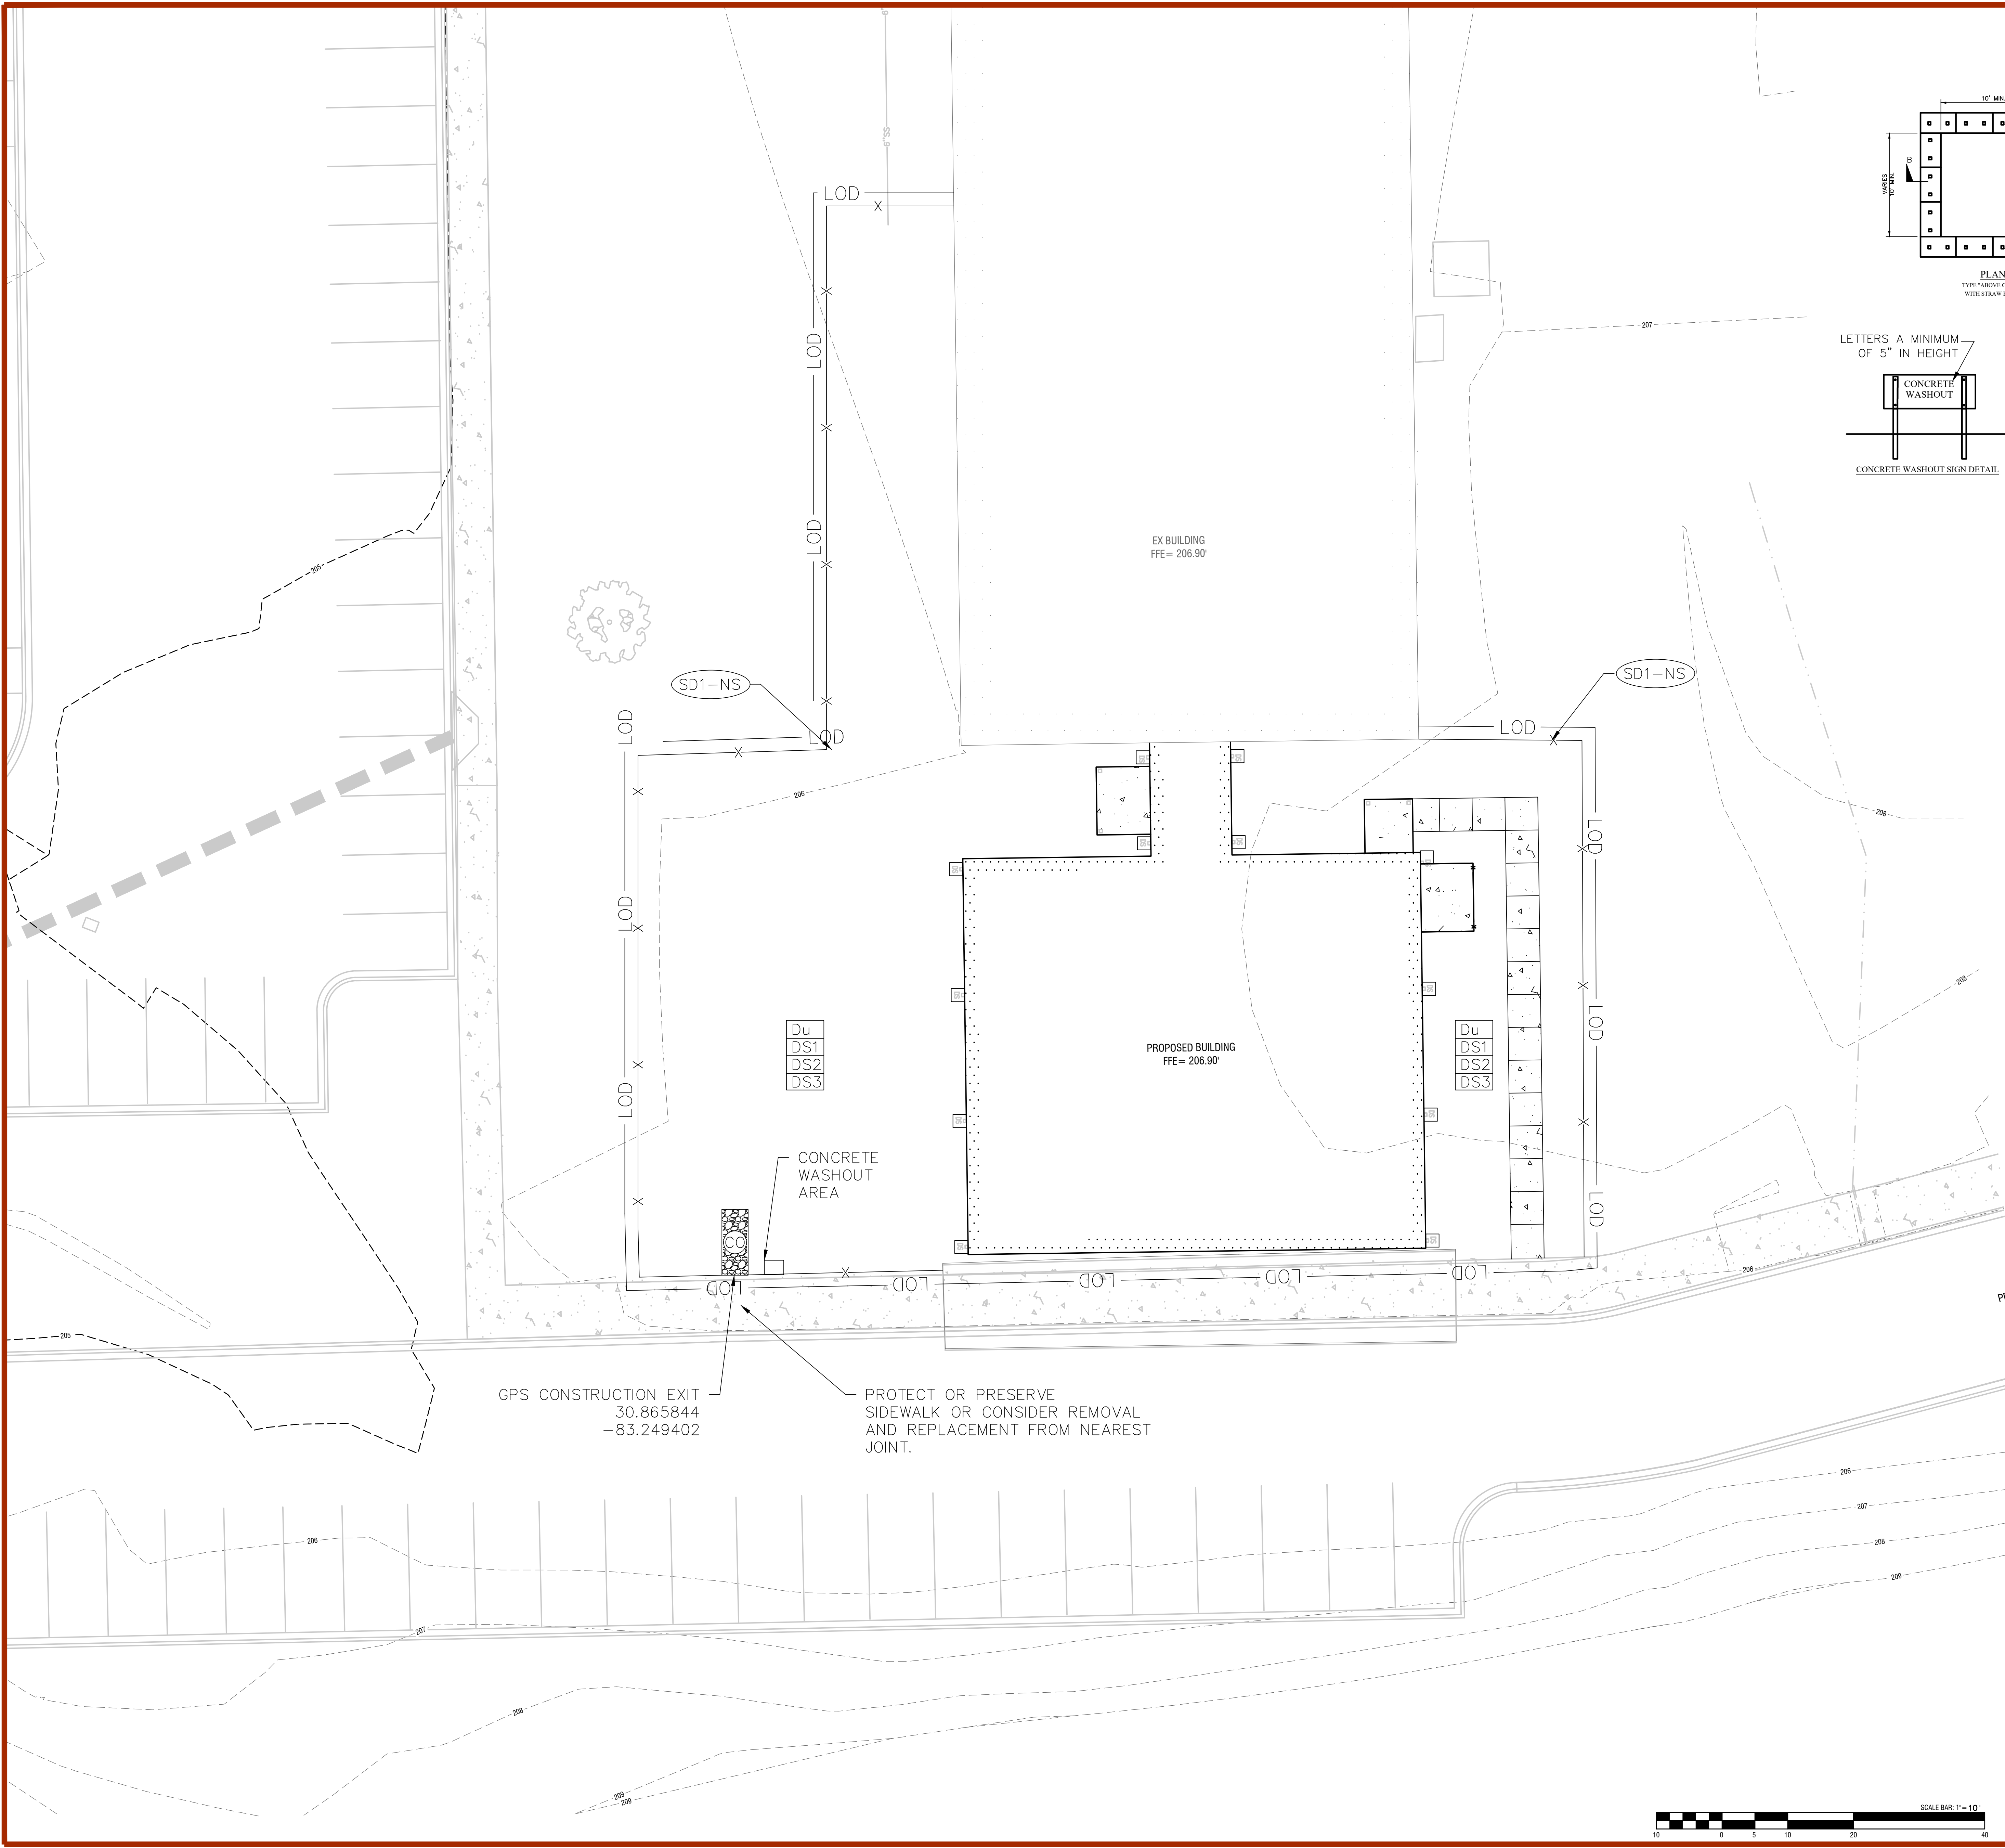 6"SS
LOD
10' MIN.
B
VARIES
10' MIN.
PLAN
WITH STRAW
LETTERS A MINIMUM
OF 5" IN HEIGHT
CONCRETE
WASHOUT
CONCRETE WASHOUT SIGN DETAIL
207
LOD
LOD
EX BUILDING
FFE= 206.90'
205
SD1-NS
SD1-NS
LOD
LOD
LOD
206
208
LOD
LOD
208
Du
DS1
DS2
DS3
PROPOSED BUILDING
FFE= 206.90'
Du
DS1
DS2
DS3
LOD
LOD
CONCRETE
WASHOUT
AREA
LOD
CO
LOD
LOD
LOD
LOD
LOD
206
205
GPS CONSTRUCTION EXIT
30.865844
-83.249402
PROTECT OR PRESERVE
SIDEWALK OR CONSIDER REMOVAL
AND REPLACEMENT FROM NEAREST
JOINT.
206
206
207
208
209
207
208
209
209
SCALE BAR: 1"= 10'
10 0 5 10 20 40